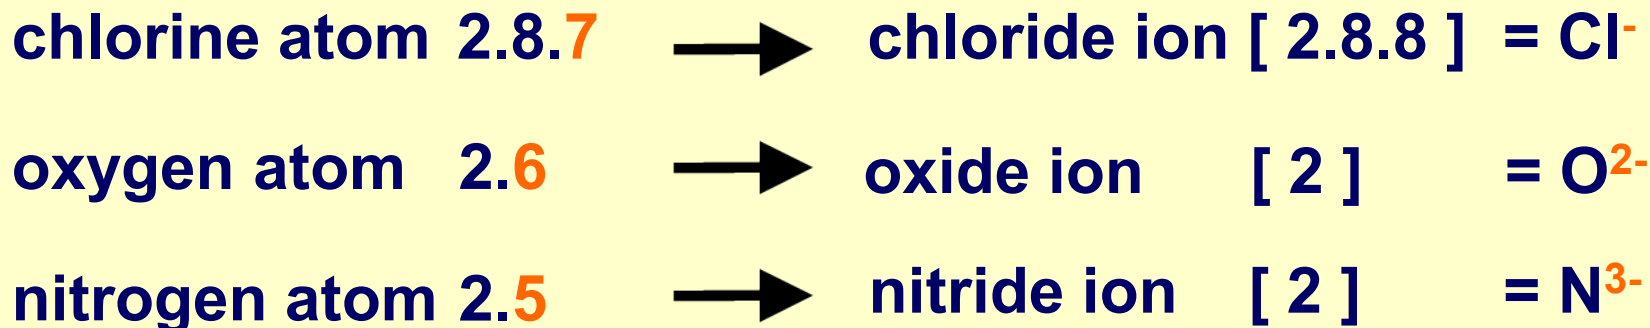 chlorine atom 2.8.7 → chloride ion [ 2.8.8 ] = Cl⁻
oxygen atom 2.6 → oxide ion [ 2 ] = O²⁻
nitrogen atom 2.5 → nitride ion [ 2 ] = N³⁻